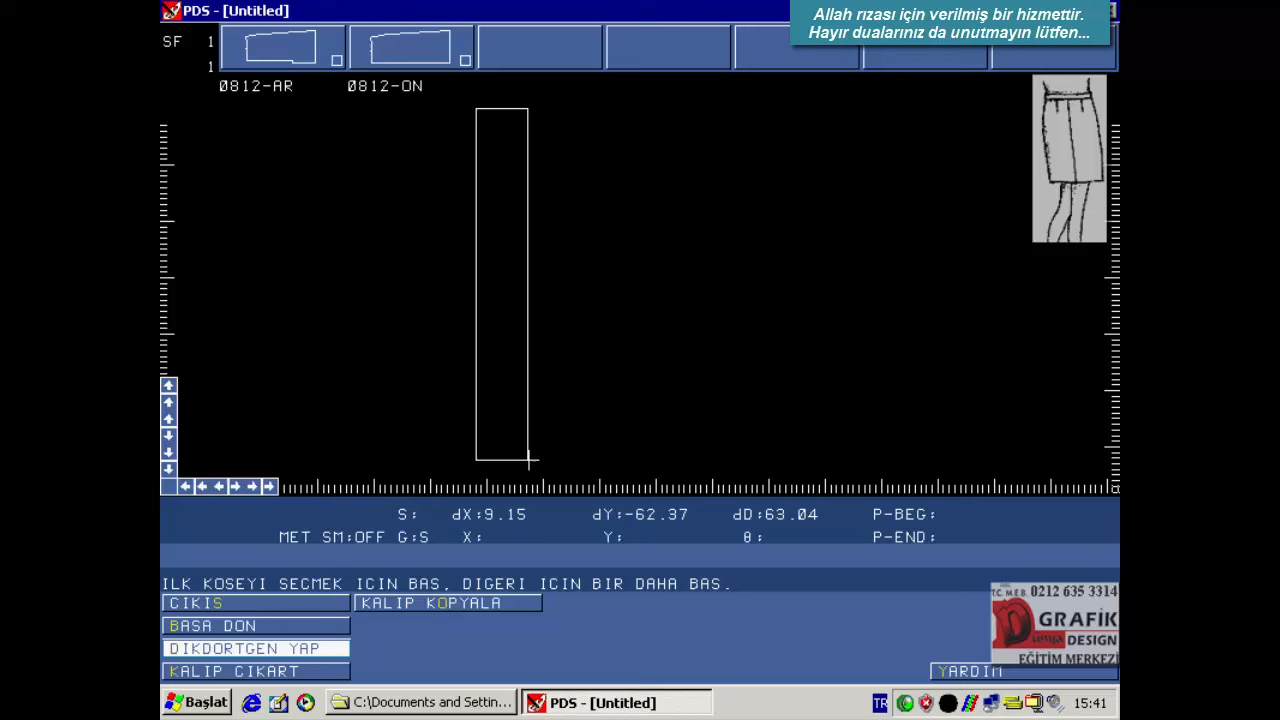 PDS - [Untitled]
Allah rızası için verilmiş bir hizmettir.
Hayır dualarınız da unutmayın lütfen...
SF 1
1
0812-AR 0812-ON
S: dX:9.15 dY:-62.37 dD:63.04 P-BEG:
MET SM:OFF G:S X: Y: θ: P-END:
ILK KOSEYI SECMEK ICIN BAS, DIGERI ICIN BIR DAHA BAS.
CIKIS KALIP KOPYALA
BASA DON
DIKDORTGEN YAP
KALIP CIKART
YARDIM
T.C. M.E.B. 0212 635 3314
GRAFİK
DESIGN
EĞİTİM MERKEZİ
Başlat C:\Documents and Settin... PDS - [Untitled] TR 15:41